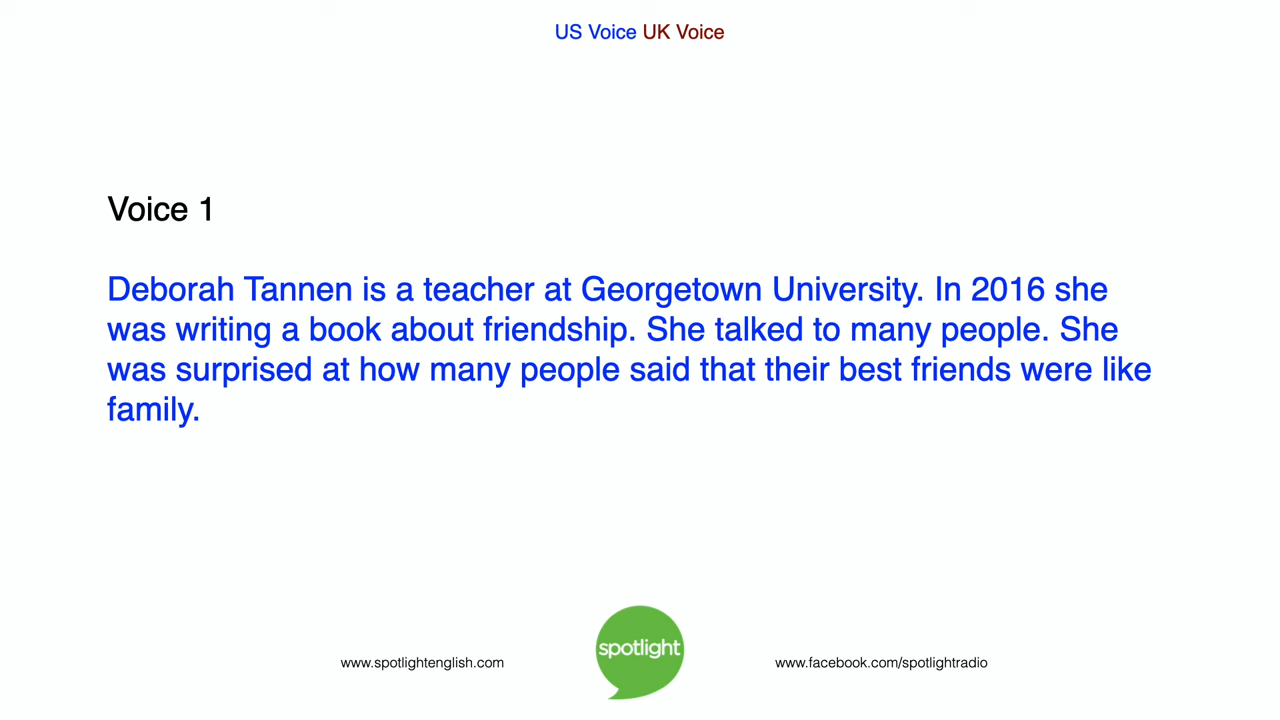 US Voice UK Voice
Voice 1
Deborah Tannen is a teacher at Georgetown University. In 2016 she
was writing a book about friendship. She talked to many people. She
was surprised at how many people said that their best friends were like
family.
spotlight
www.spotlightenglish.com
www.facebook.com/spotlightradio